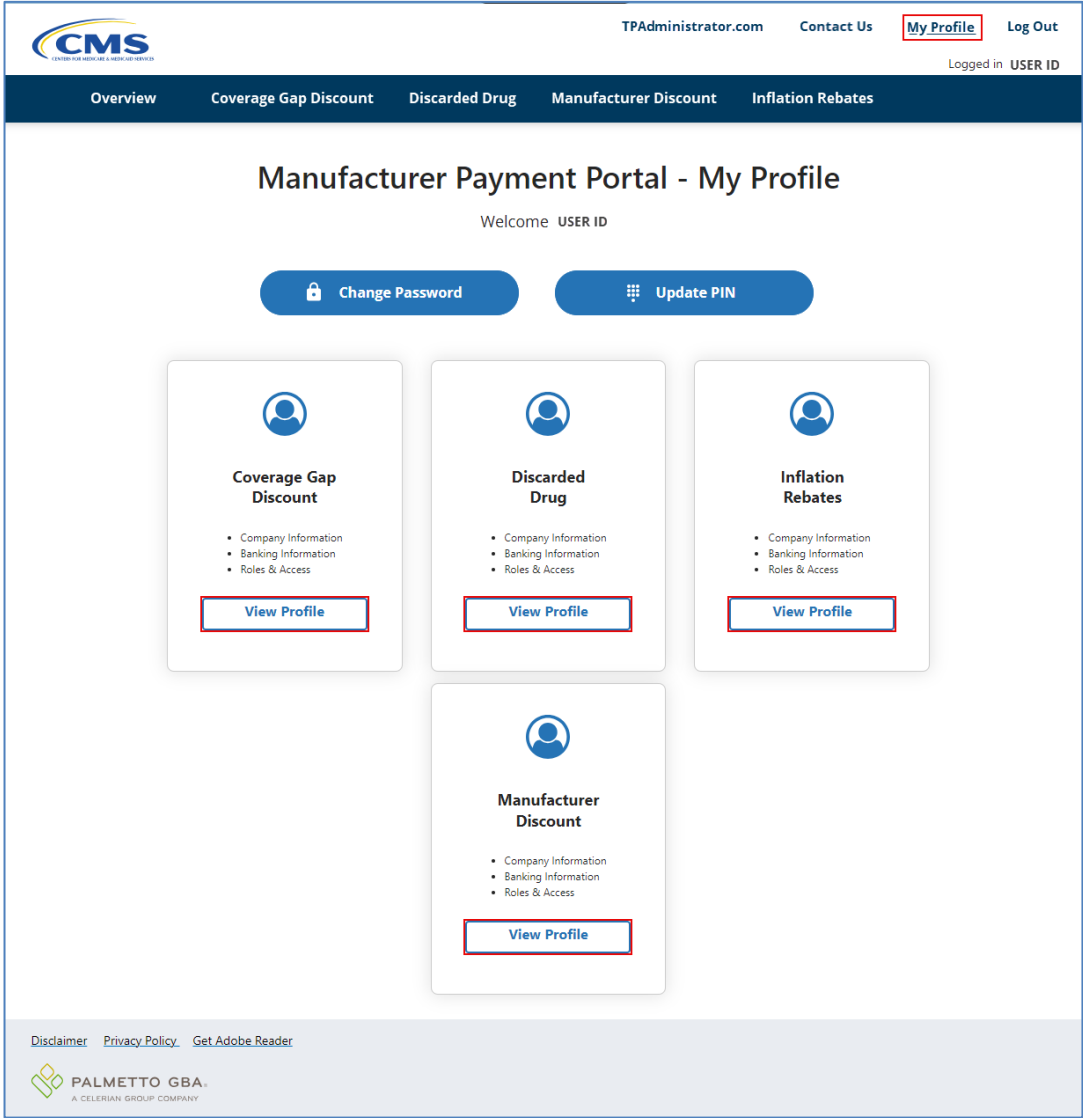 TPAdministrator.com Contact Us My Profile Log Out
CMS
CENTERS FOR MEDICARE & MEDICAID SERVICES
Logged in USER ID
Overview Coverage Gap Discount Discarded Drug Manufacturer Discount Inflation Rebates
Manufacturer Payment Portal - My Profile
Welcome USER ID
Change Password Update PIN
Coverage Gap
Discount
• Company Information
• Banking Information
• Roles & Access
View Profile
Discarded
Drug
• Company Information
• Banking Information
• Roles & Access
View Profile
Inflation
Rebates
• Company Information
• Banking Information
• Roles & Access
View Profile
Manufacturer
Discount
• Company Information
• Banking Information
• Roles & Access
View Profile
Disclaimer Privacy Policy Get Adobe Reader
PALMETTO GBA®
A CELERIAN GROUP COMPANY